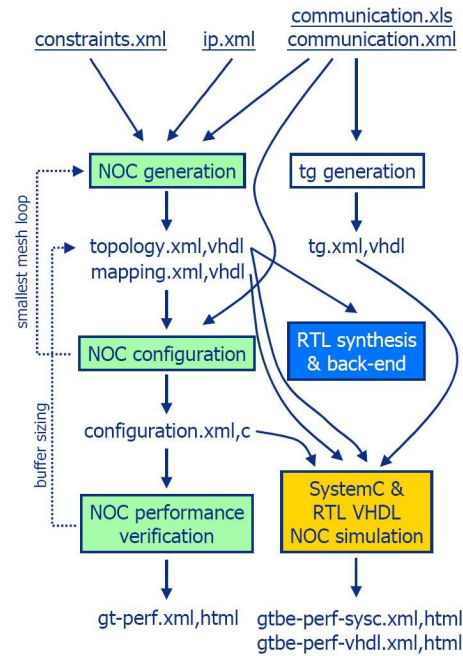 communication.xls
constraints.xml ip.xml communication.xml
NOC generation
tg generation
smallest mesh loop
topology.xml,vhdl
mapping.xml,vhdl
tg.xml,vhdl
NOC configuration
RTL synthesis
& back-end
buffer sizing
configuration.xml,c
NOC performance
verification
SystemC &
RTL VHDL
NOC simulation
gt-perf.xml,html
gtbe-perf-sysc.xml,html
gtbe-perf-vhdl.xml,html